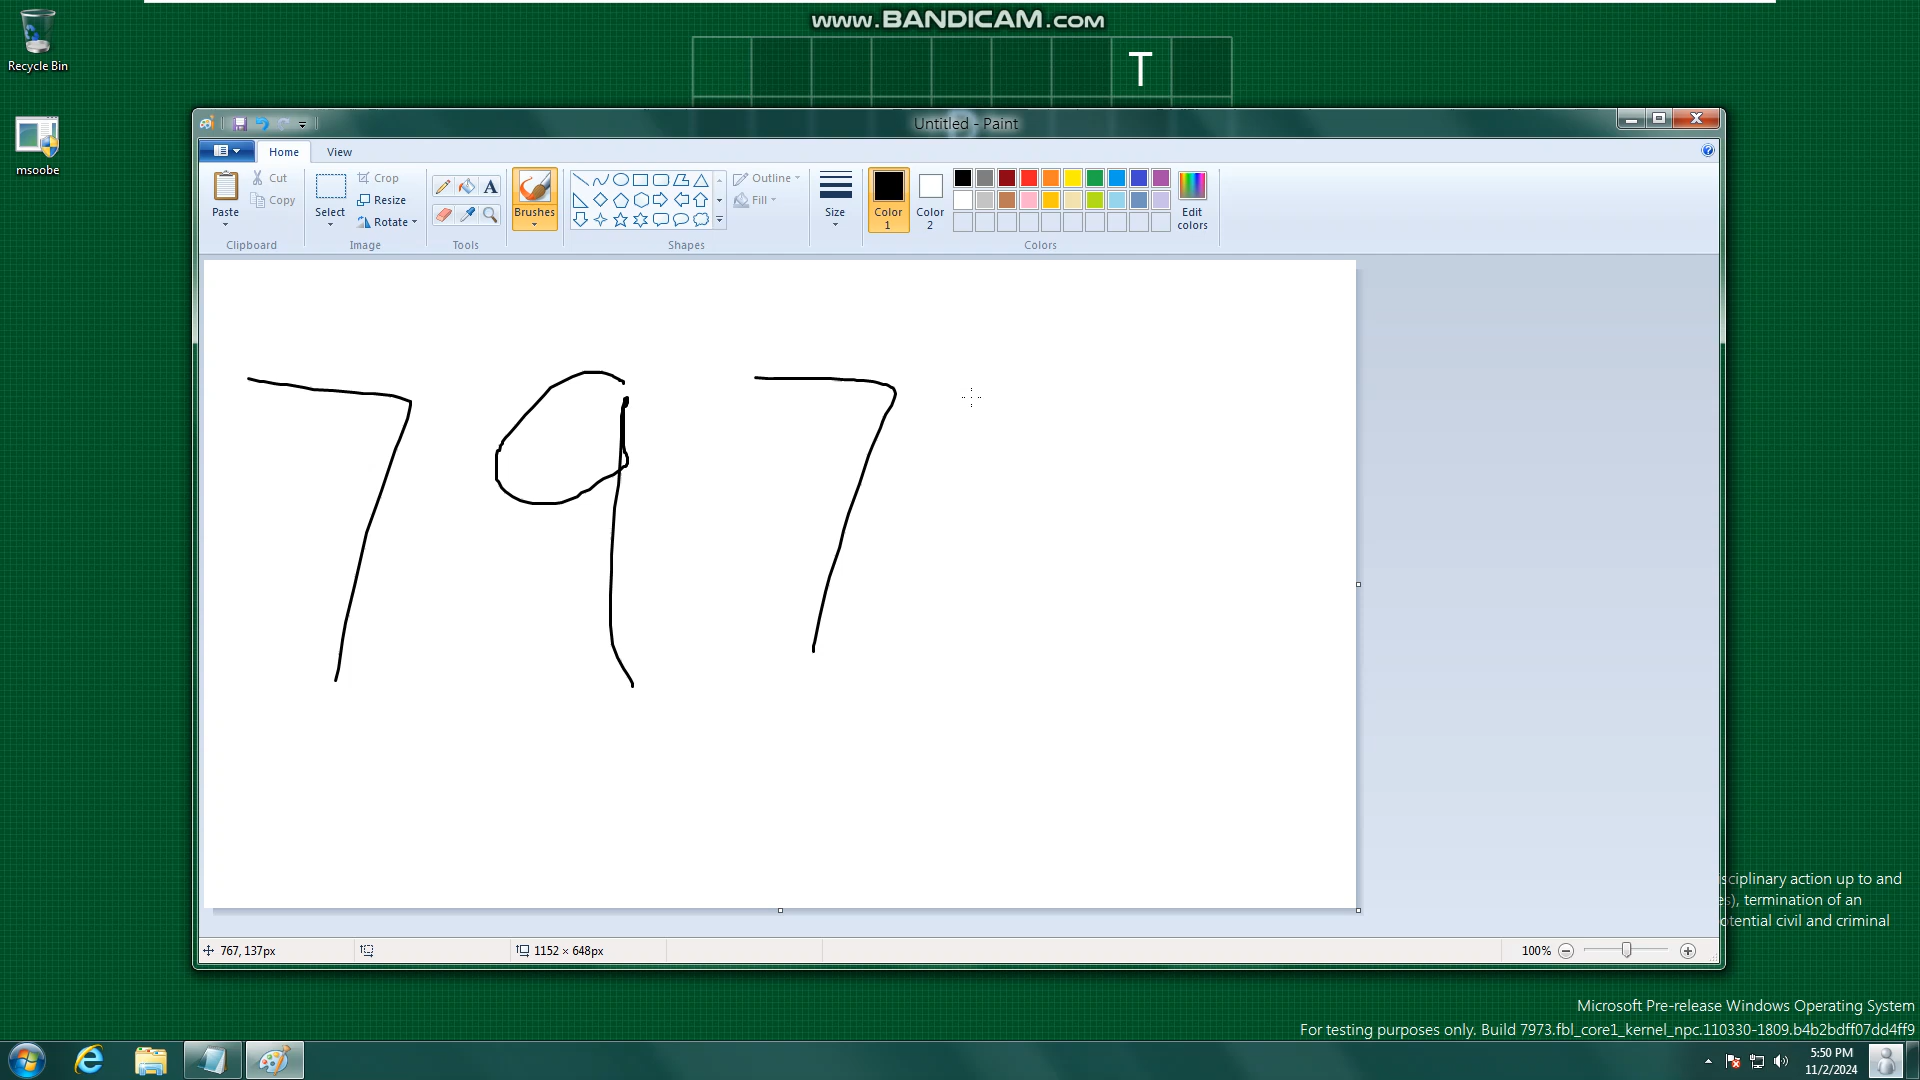 www.BANDICAM.com
Recycle Bin
T
msoobe
Untitled - Paint
Home
View
Paste
Cut
Copy
Clipboard
Select
Crop
Resize
Rotate
Image
A
Tools
Brushes
Shapes
Outline
Fill
Size
Color 1
Color 2
Edit colors
Colors
797
767, 137px
1152 × 648px
100%
sciplinary action up to and
es), termination of an
otential civil and criminal
Microsoft Pre-release Windows Operating System
For testing purposes only. Build 7973.fbl_core1_kernel_npc.110330-1809.b4b2bdff07dd4ff9
5:50 PM
11/2/2024